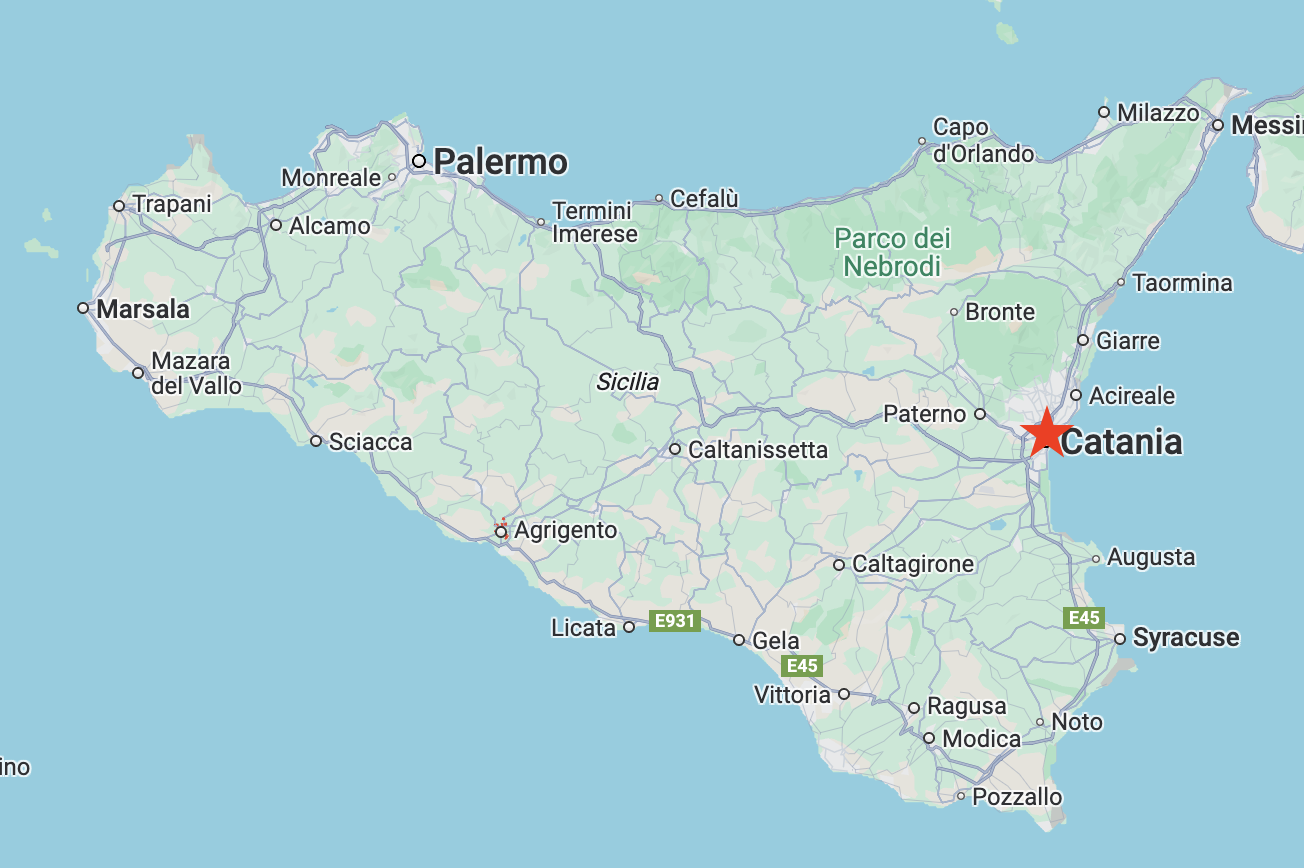 Milazzo
Messin
Capo
d'Orlando
Palermo
Monreale
Trapani
Cefalù
Termini
Imerese
Alcamo
Parco dei
Nebrodi
Taormina
Marsala
Bronte
Giarre
Mazara
del Vallo
Sicilia
Acireale
Paterno
Sciacca
Catania
Caltanissetta
Agrigento
Augusta
Caltagirone
E931
E45
Licata
Gela
Syracuse
E45
Vittoria
Ragusa
Noto
Modica
ino
Pozzallo